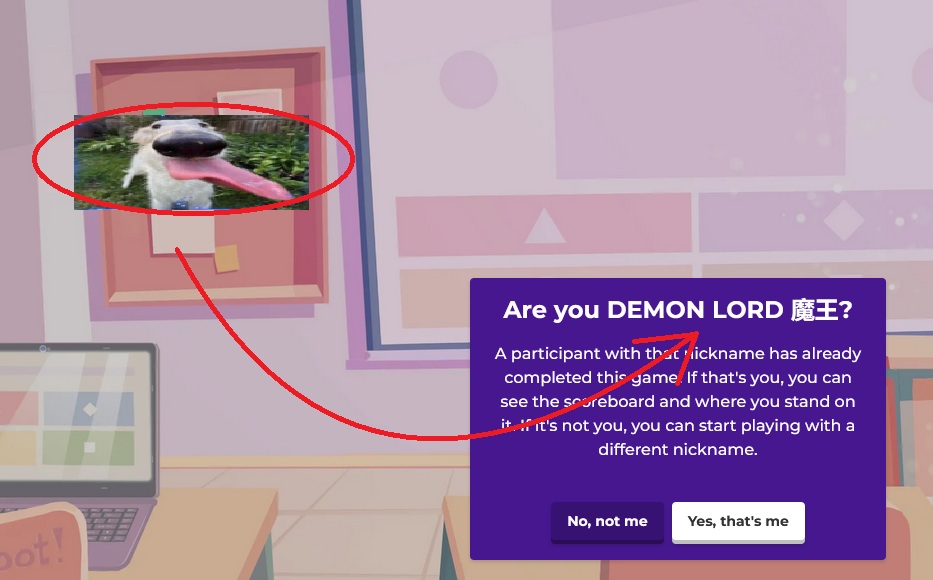 Are you DEMON LORD 魔王?
A participant with that nickname has already
completed this game. If that's you, you can
see the scoreboard and where you stand on
it. If it's not you, you can start playing with a
different nickname.
No, not me
Yes, that's me
oot!